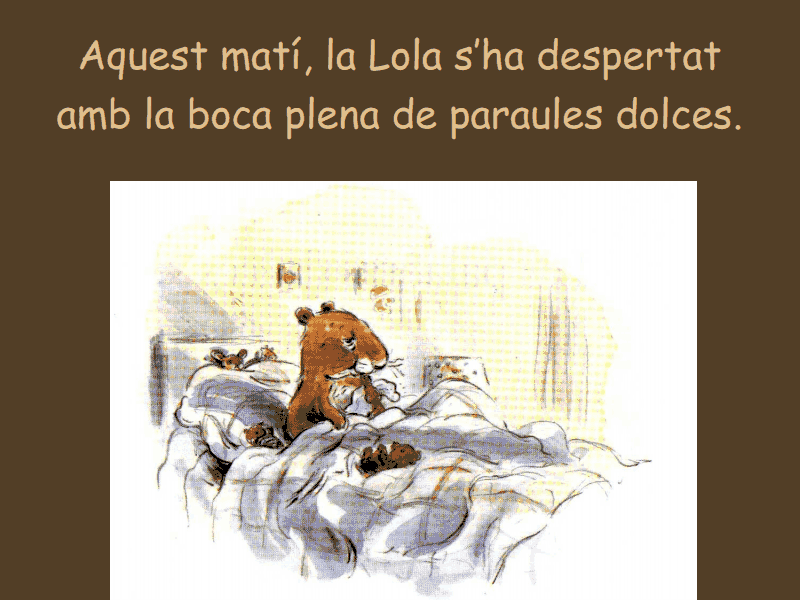 Aquest matí, la Lola s’ha despertat
amb la boca plena de paraules dolces.